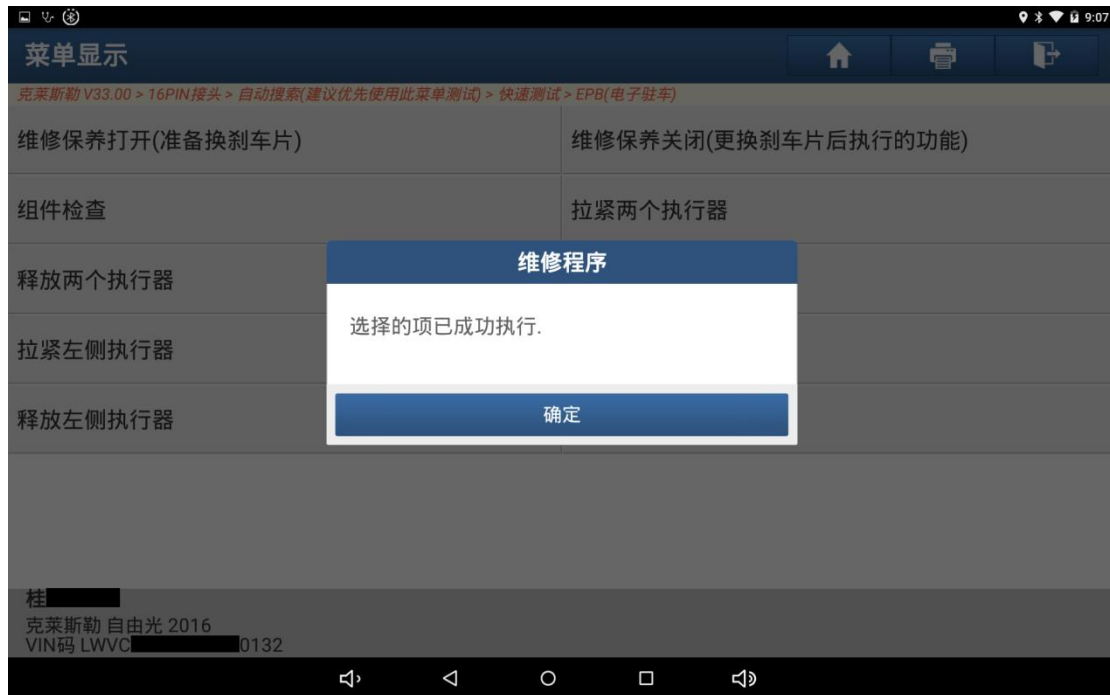 9:07
菜单显示
克莱斯勒 V33.00 > 16PIN接头 > 自动搜索(建议优先使用此菜单测试) > 快速测试 > EPB(电子驻车)
维修保养打开(准备换刹车片)
维修保养关闭(更换刹车片后执行的功能)
组件检查
拉紧两个执行器
释放两个执行器
维修程序
选择的项已成功执行.
拉紧左侧执行器
释放左侧执行器
确定
桂
克莱斯勒 自由光 2016
VIN码 LWVC 0132